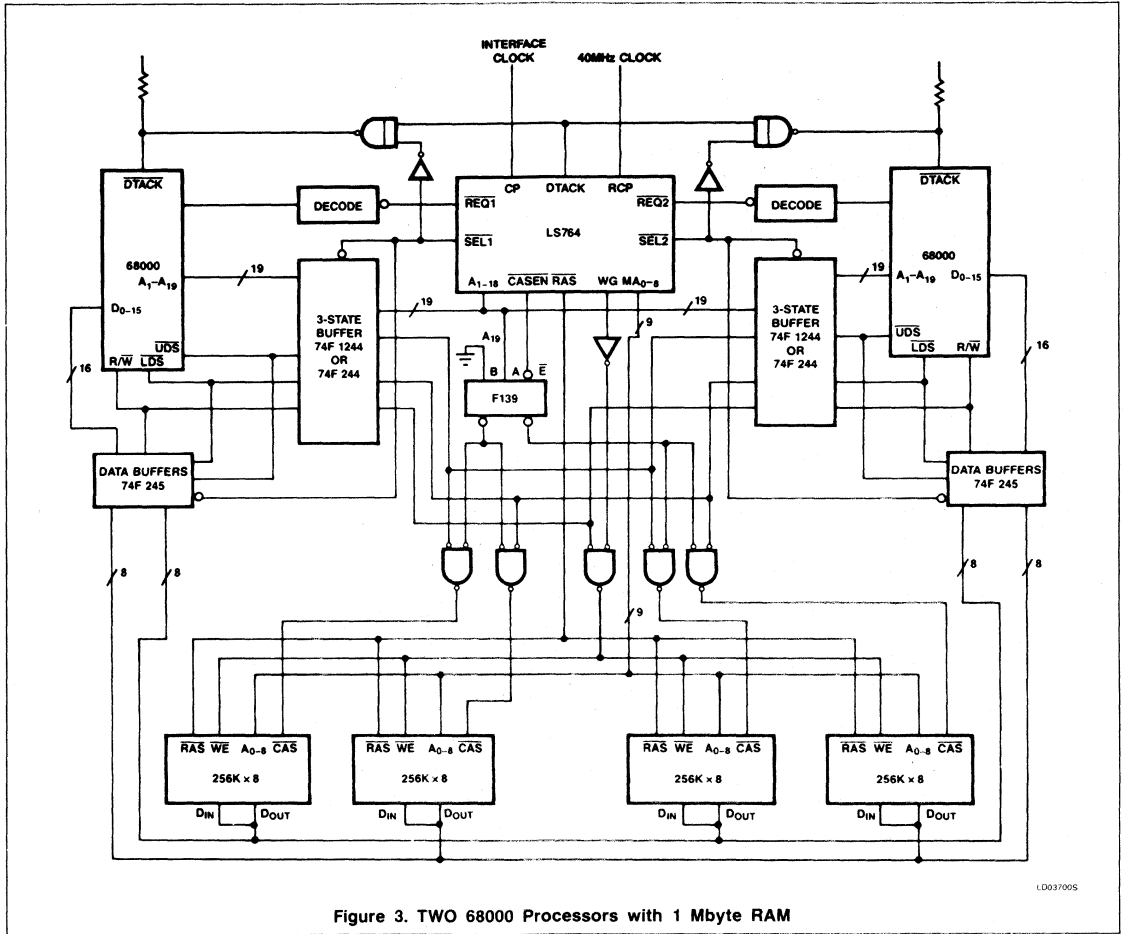 INTERFACE
CLOCK
40MHz CLOCK
DTACK
68000
A1-A19
D0-15
UDS
R/W LDS
16
DATA BUFFERS
74F 245
8
8
DECODE
19
3-STATE
BUFFER
74F 1244
OR
74F 244
CP DTACK RCP
REQ1 REQ2
LS764
SEL1 SEL2
A1-18 CASEN RAS WG MA0-8
19
19
9
A19
B A E
F139
DECODE
3-STATE
BUFFER
74F 1244
OR
74F 244
19
DTACK
68000
A1-A19
D0-15
UDS
LDS R/W
16
DATA BUFFERS
74F 245
8
8
9
RAS WE A0-8 CAS
256K × 8
DIN DOUT
RAS WE A0-8 CAS
256K × 8
DIN DOUT
RAS WE A0-8 CAS
256K × 8
DIN DOUT
RAS WE A0-8 CAS
256K × 8
DIN DOUT
LD03700S
Figure 3. TWO 68000 Processors with 1 Mbyte RAM